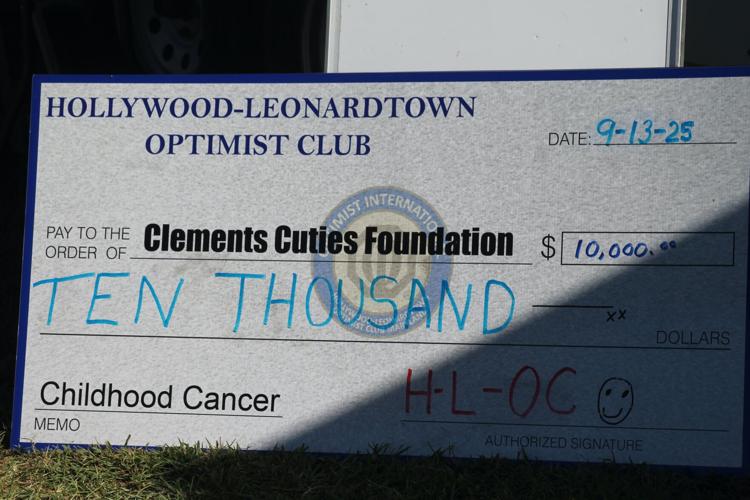 HOLLYWOOD-LEONARDTOWN
OPTIMIST CLUB
DATE: 9-13-25
PAY TO THE
ORDER OF Clements Cuties Foundation $ 10,000.⁰⁰
TEN THOUSAND xx
DOLLARS
Childhood Cancer
MEMO
H-L-OC
AUTHORIZED SIGNATURE